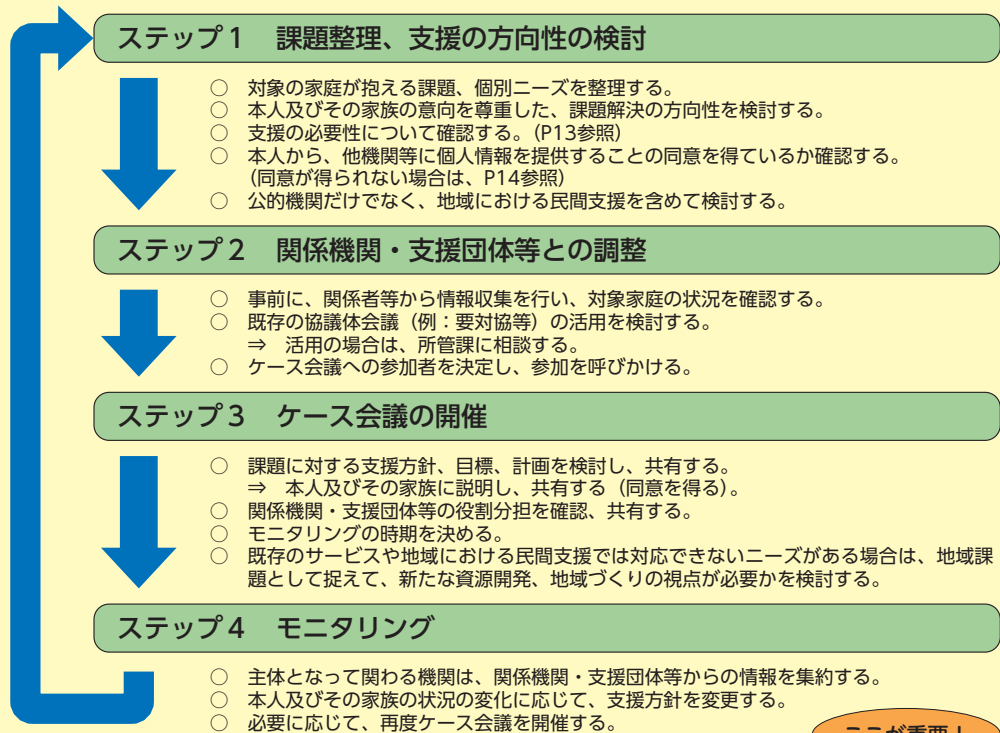 ステップ1 課題整理、支援の方向性の検討
○ 対象の家庭が抱える課題、個別ニーズを整理する。
○ 本人及びその家族の意向を尊重した、課題解決の方向性を検討する。
○ 支援の必要性について確認する。(P13参照)
○ 本人から、他機関等に個人情報を提供することの同意を得ているか確認する。
(同意が得られない場合は、P14参照)
○ 公的機関だけでなく、地域における民間支援を含めて検討する。
ステップ2 関係機関・支援団体等との調整
○ 事前に、関係者等から情報収集を行い、対象家庭の状況を確認する。
○ 既存の協議体会議(例:要対協等)の活用を検討する。
⇒ 活用の場合は、所管課に相談する。
○ ケース会議への参加者を決定し、参加を呼びかける。
ステップ3 ケース会議の開催
○ 課題に対する支援方針、目標、計画を検討し、共有する。
⇒ 本人及びその家族に説明し、共有する(同意を得る)。
○ 関係機関・支援団体等の役割分担を確認、共有する。
○ モニタリングの時期を決める。
○ 既存のサービスや地域における民間支援では対応できないニーズがある場合は、地域課
題として捉えて、新たな資源開発、地域づくりの視点が必要かを検討する。
ステップ4 モニタリング
○ 主体となって関わる機関は、関係機関・支援団体等からの情報を集約する。
○ 本人及びその家族の状況の変化に応じて、支援方針を変更する。
○ 必要に応じて、再度ケース会議を開催する。
ここが重要!